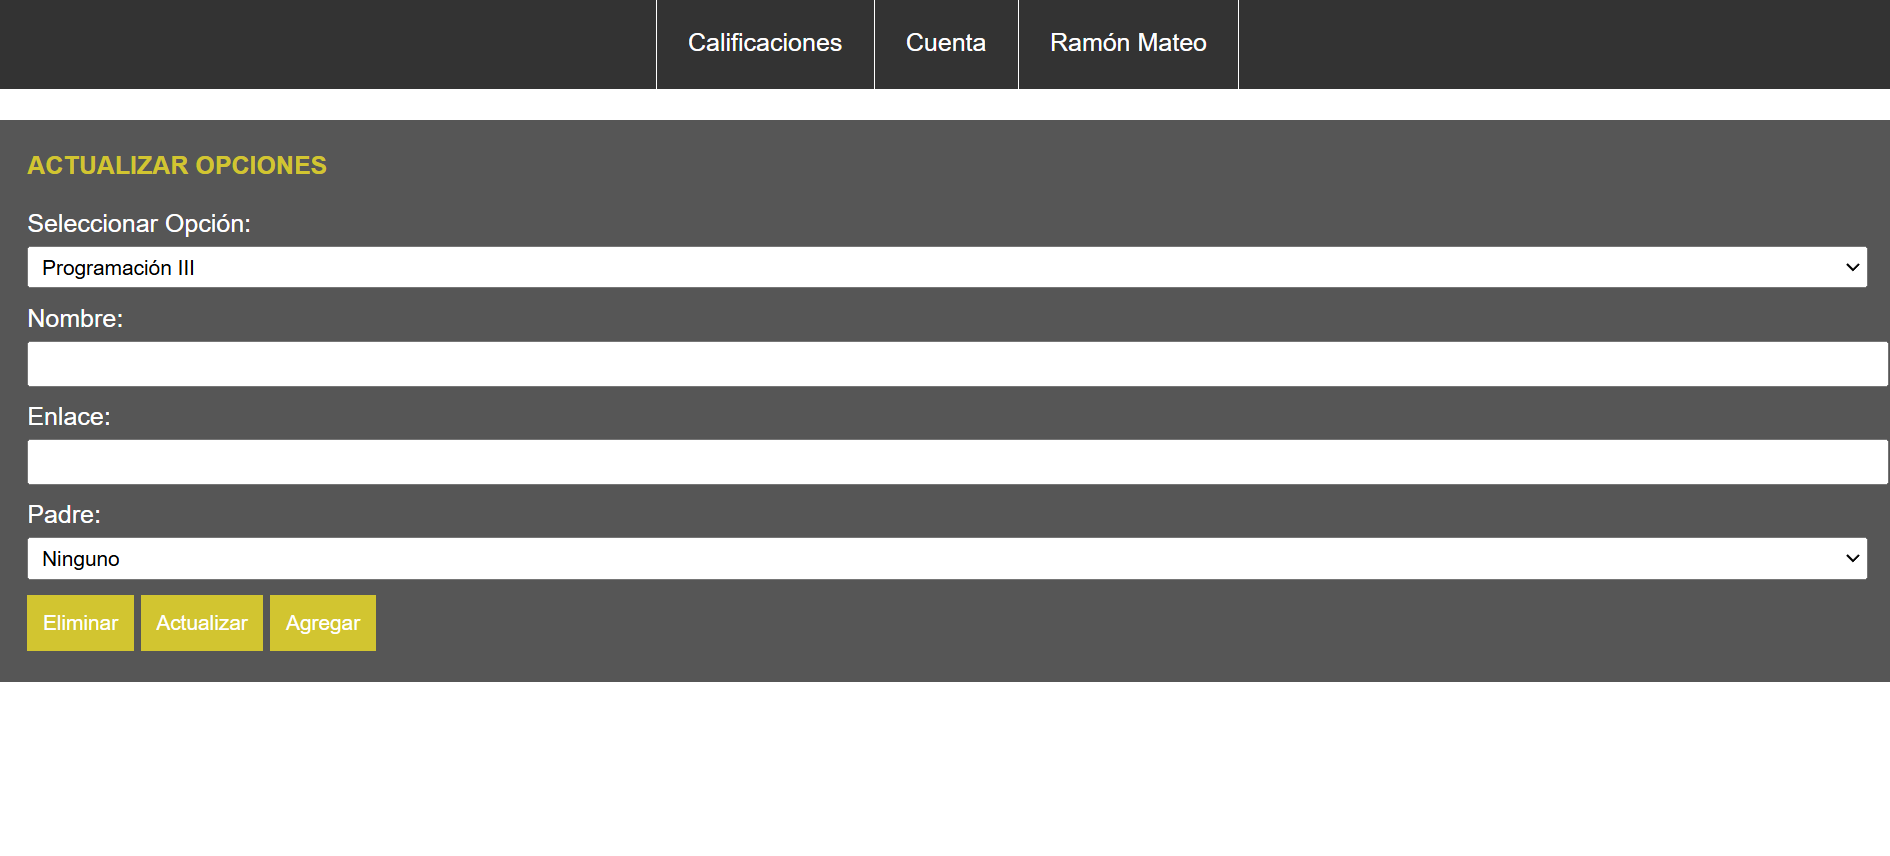 Calificaciones Cuenta Ramón Mateo
ACTUALIZAR OPCIONES
Seleccionar Opción:
Programación III
Nombre:
Enlace:
Padre:
Ninguno
Eliminar Actualizar Agregar